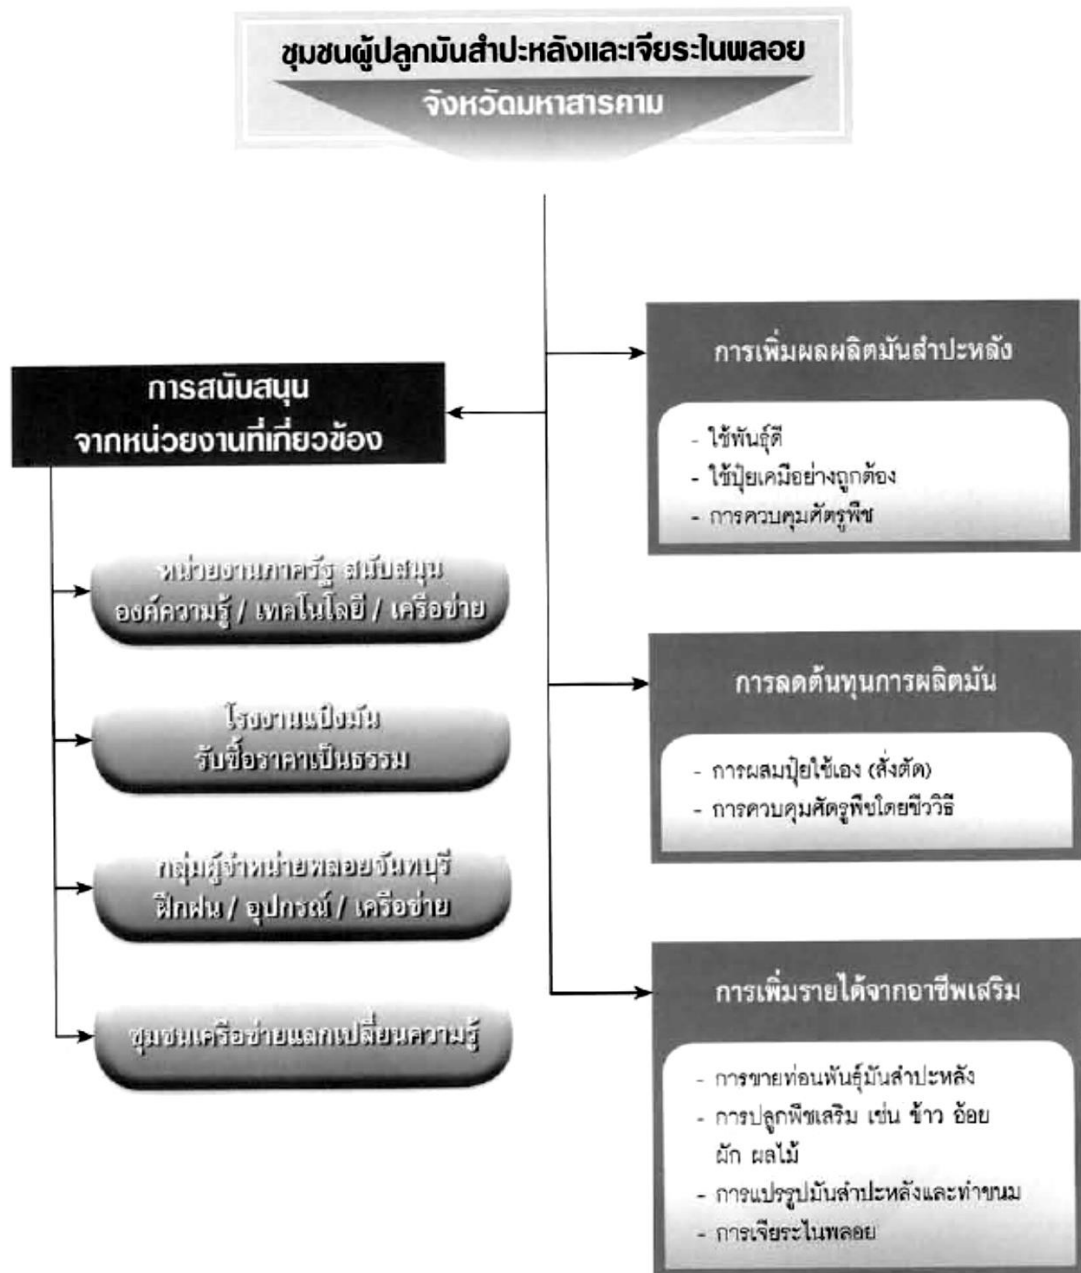 ชุมชนผู้ปลูกมันสำปะหลังและเจียระไนพลอย
จังหวัดมหาสารคาม
การสนับสนุน
จากหน่วยงานที่เกี่ยวข้อง
หน่วยงานภาครัฐ สนับสนุน
องค์ความรู้ / เทคโนโลยี / เครือข่าย
โรงงานแป้งมัน
รับซื้อราคาเป็นธรรม
กลุ่มผู้จำหน่ายพลอยจันทบุรี
ฝึกฝน / อุปกรณ์ / เครือข่าย
ชุมชนเครือข่ายแลกเปลี่ยนความรู้
การเพิ่มผลผลิตมันสำปะหลัง
- ใช้พันธุ์ดี
- ใช้ปุ๋ยเคมีอย่างถูกต้อง
- การควบคุมศัตรูพืช
การลดต้นทุนการผลิตมัน
- การผสมปุ๋ยใช้เอง (สั่งตัด)
- การควบคุมศัตรูพืชโดยชีววิธี
การเพิ่มรายได้จากอาชีพเสริม
- การขายท่อนพันธุ์มันสำปะหลัง
- การปลูกพืชเสริม เช่น ข้าว อ้อย
ผัก ผลไม้
- การแปรรูปมันสำปะหลังและทำขนม
- การเจียระไนพลอย